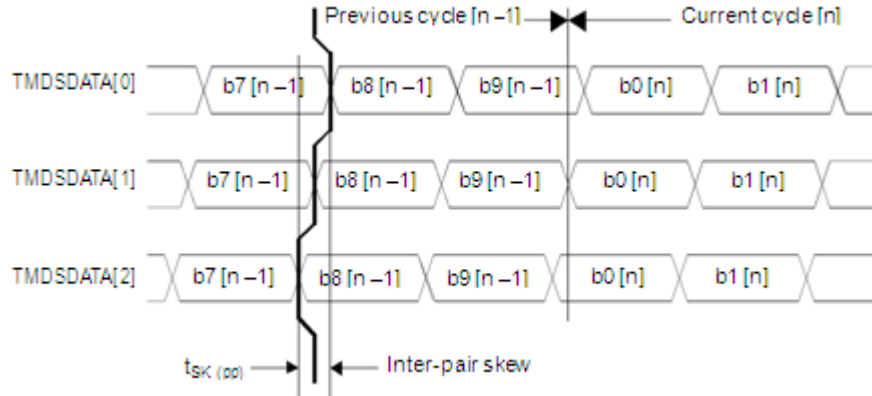 Previous cycle [n –1] Current cycle [n]
TMDSDATA[0] b7 [n –1] b8 [n –1] b9 [n –1] b0 [n] b1 [n]
TMDSDATA[1] b7 [n –1] b8 [n –1] b9 [n –1] b0 [n] b1 [n]
TMDSDATA[2] b7 [n –1] b8 [n –1] b9 [n –1] b0 [n] b1 [n]
tSK (pp) Inter-pair skew